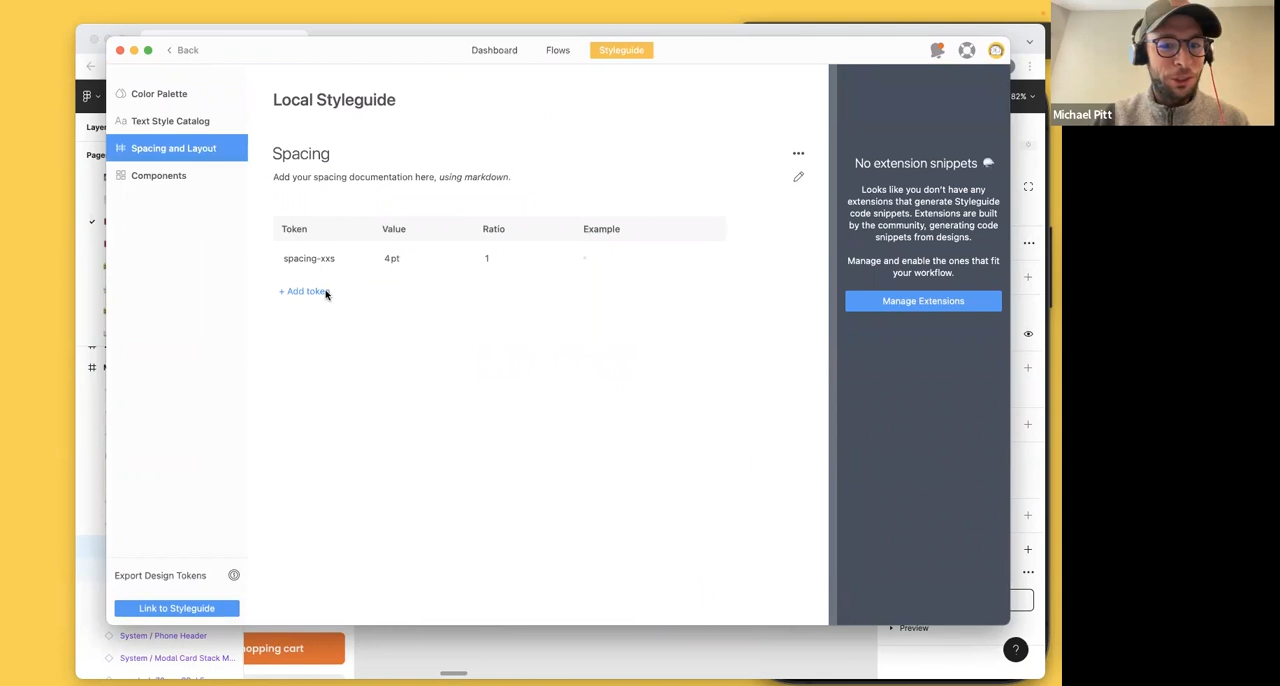 Back
Dashboard
Flows
Styleguide
Color Palette
Aa Text Style Catalog
Spacing and Layout
Components
Local Styleguide
Spacing
Add your spacing documentation here, using markdown.
Token Value Ratio Example
spacing-xxs 4pt 1
+ Add token
No extension snippets
Looks like you don't have any
extensions that generate Styleguide
code snippets. Extensions are built
by the community, generating code
snippets from designs.
Manage and enable the ones that fit
your workflow.
Manage Extensions
Export Design Tokens
Link to Styleguide
Michael Pitt
82%
Page
System / Phone Header
System / Modal Card Stack M...
hopping cart
Preview
?